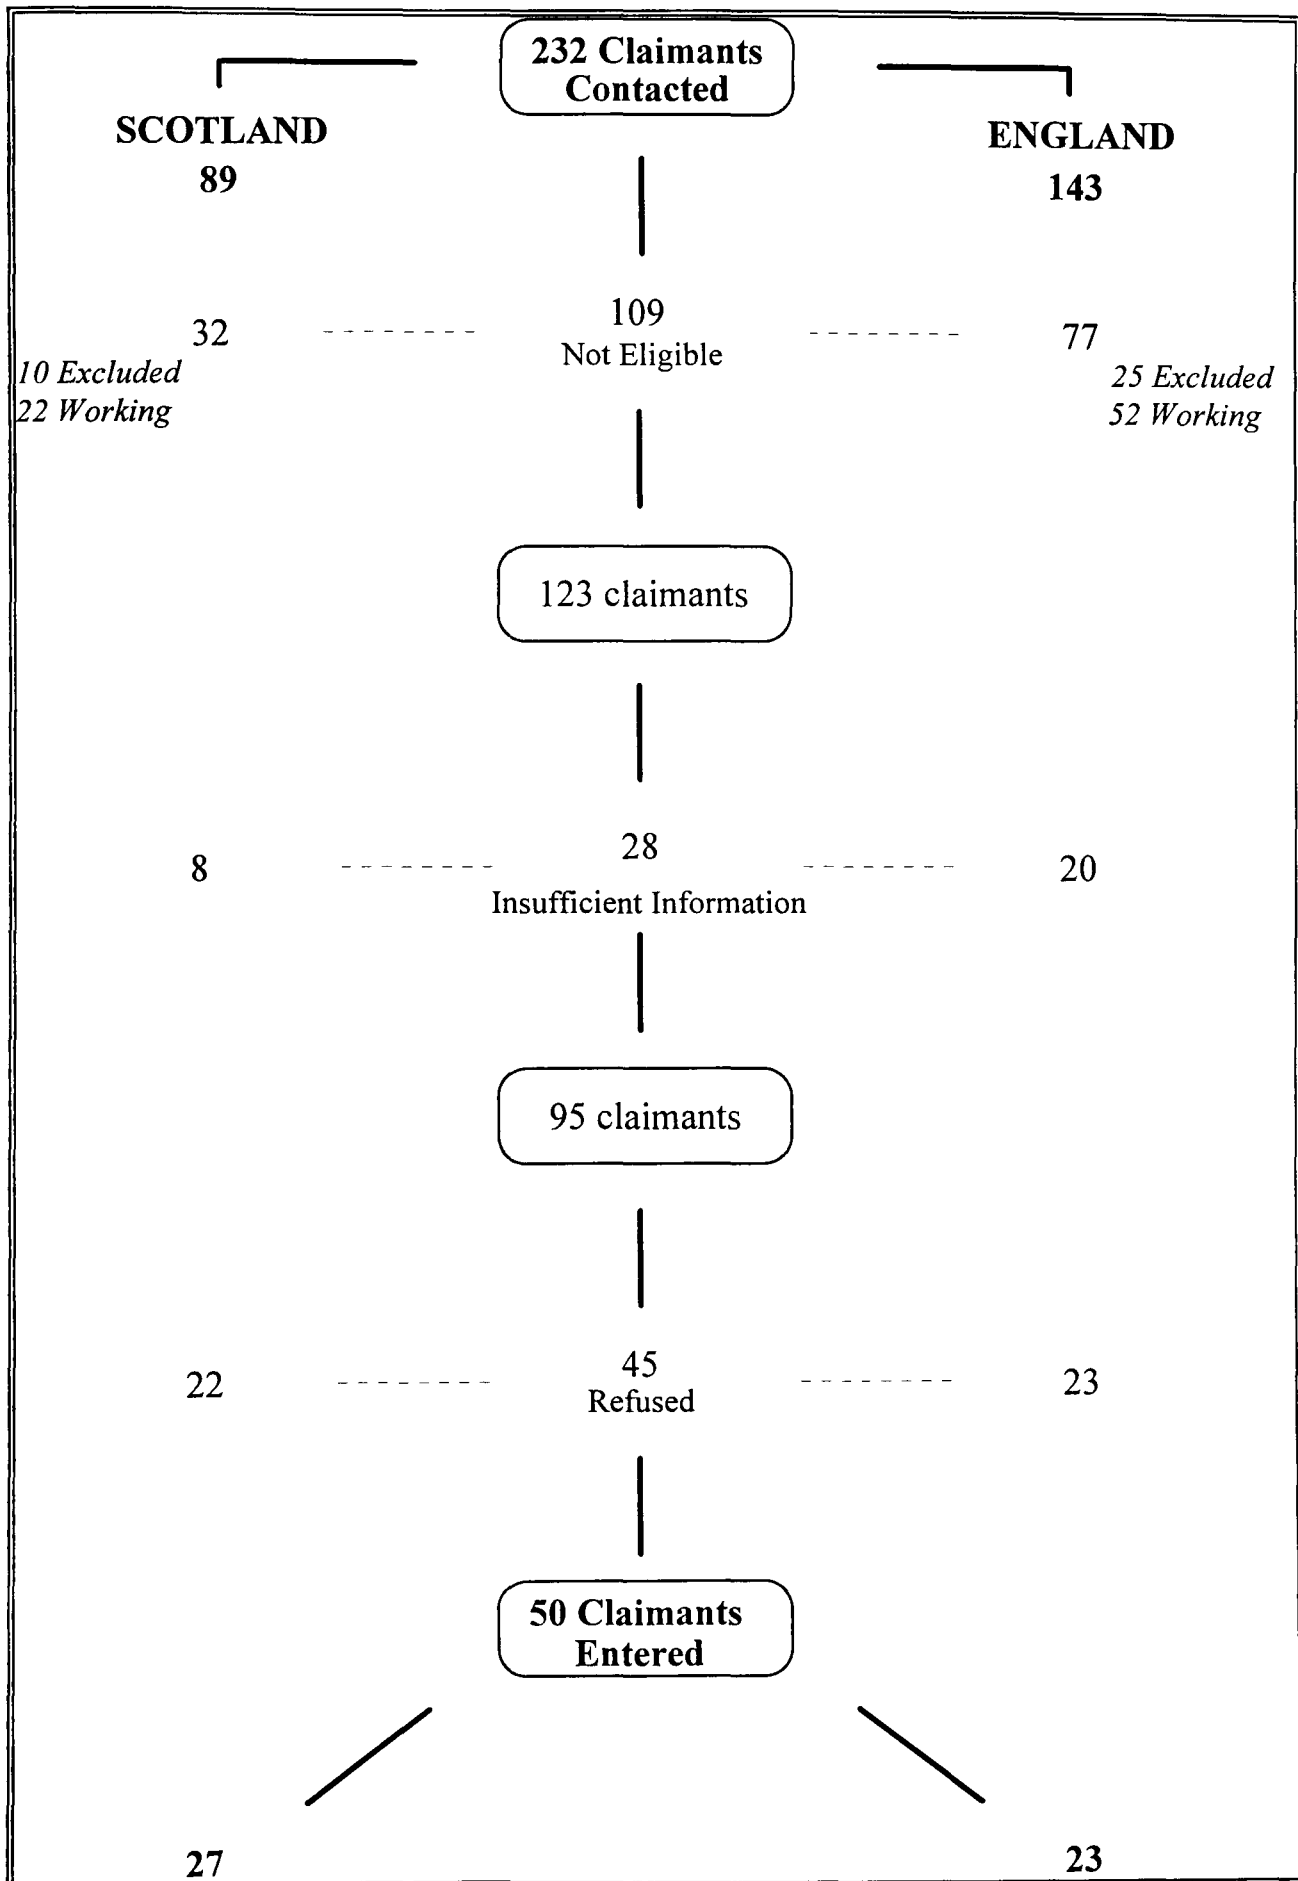 232 Claimants
Contacted
SCOTLAND
89
ENGLAND
143
32
10 Excluded
22 Working
109
Not Eligible
77
25 Excluded
52 Working
123 claimants
8
28
Insufficient Information
20
95 claimants
22
45
Refused
23
50 Claimants
Entered
27
23